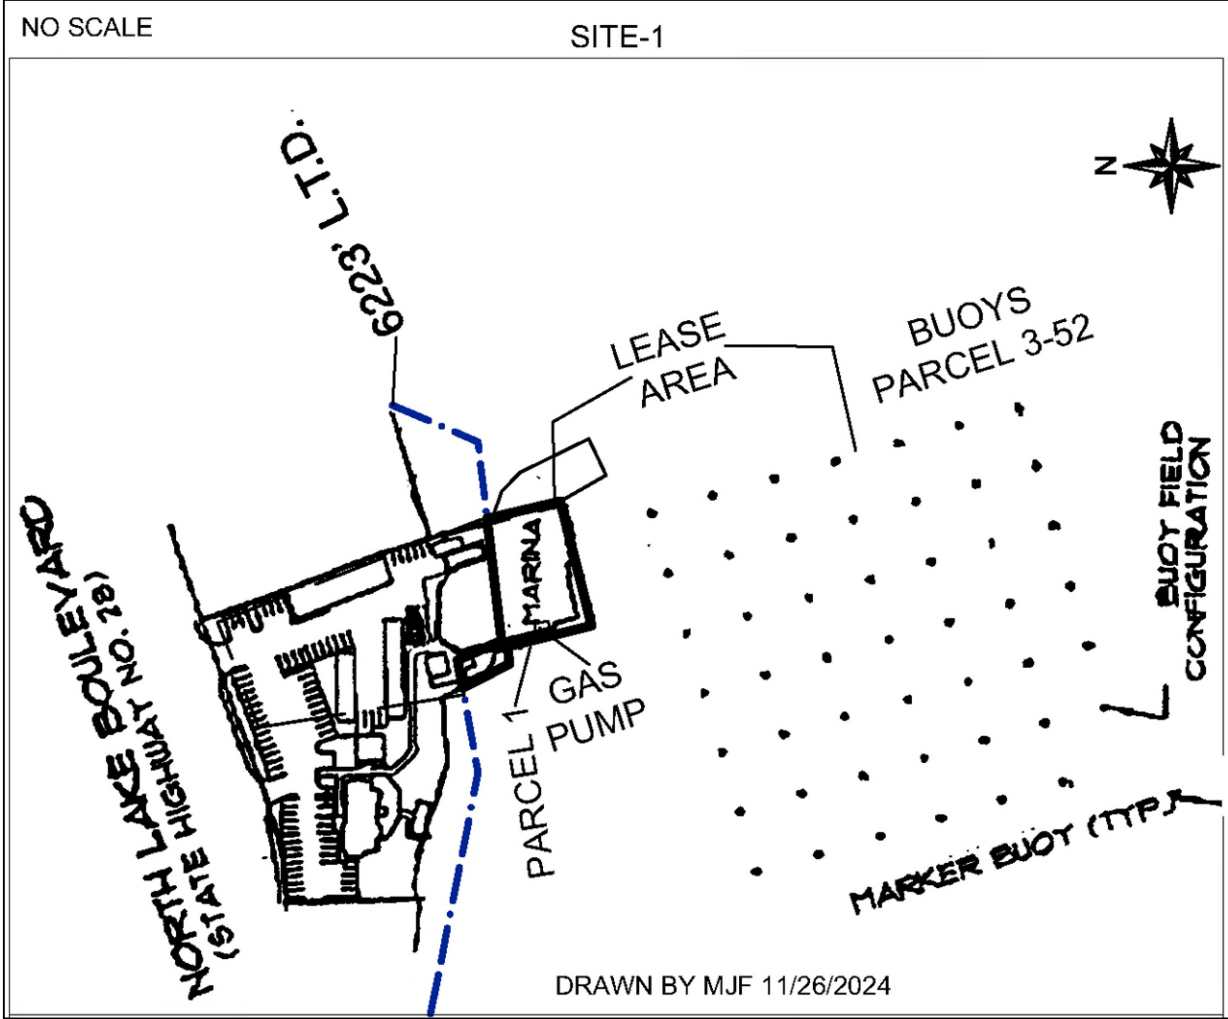 NO SCALE
SITE-1
6223' L.T.D.
N
LEASE
AREA
BUOYS
PARCEL 3-52
BUOY FIELD
CONFIGURATION
MARINA
NORTH LAKE BOULEVARD
(STATE HIGHWAY NO. 28)
GAS
PUMP
PARCEL 1
MARKER BUOY (TYP.)
DRAWN BY MJF 11/26/2024